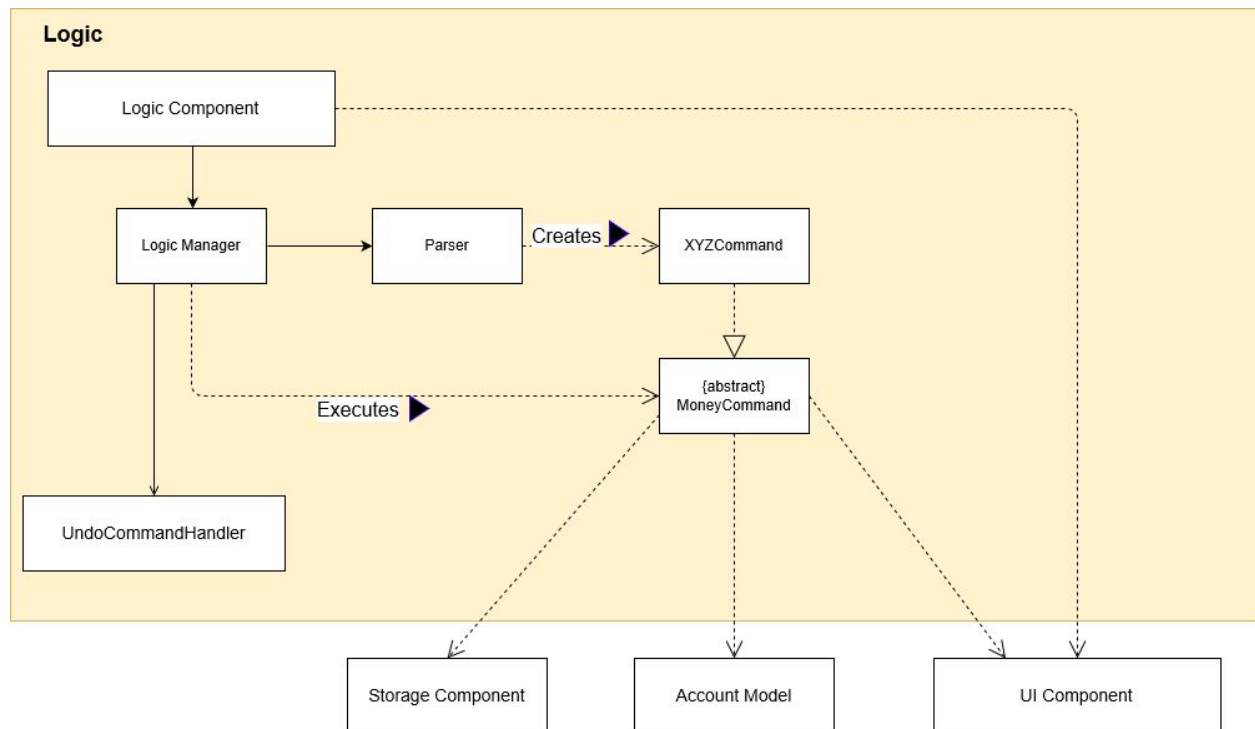 Logic
Logic Component
Logic Manager
Parser
Creates
XYZCommand
Executes
{abstract}
MoneyCommand
UndoCommandHandler
Storage Component
Account Model
UI Component